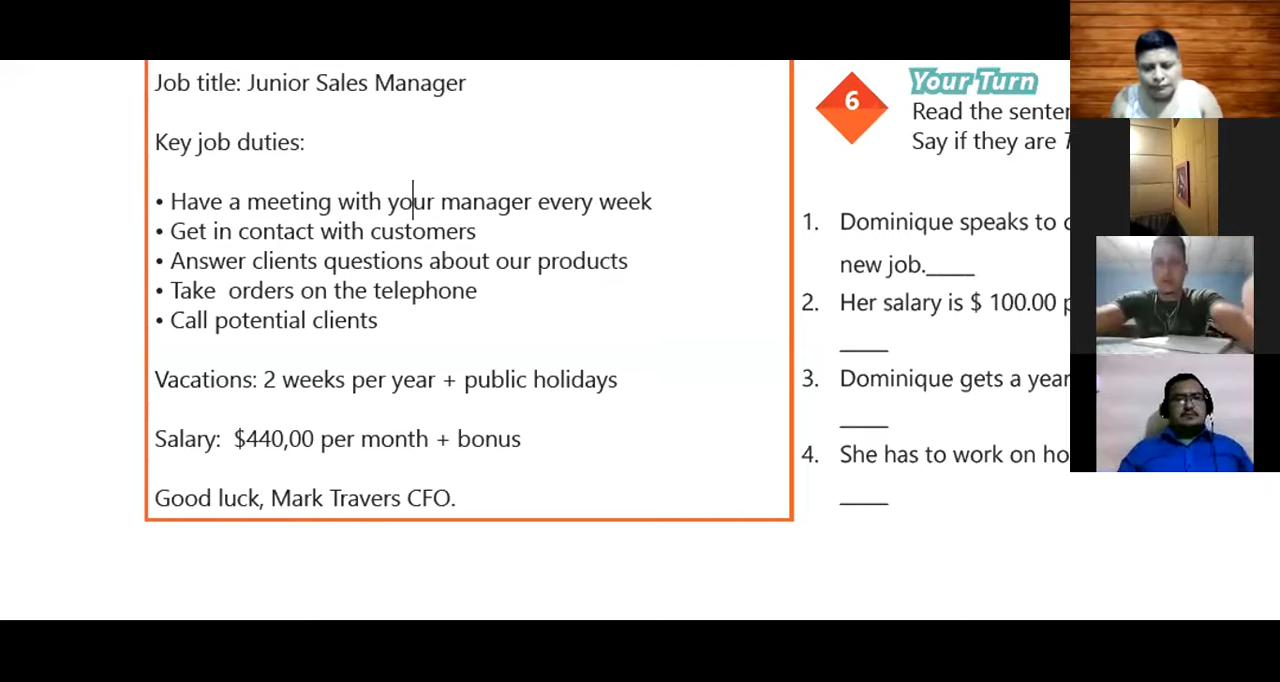 Job title: Junior Sales Manager
Key job duties:
• Have a meeting with your manager every week
• Get in contact with customers
• Answer clients questions about our products
• Take orders on the telephone
• Call potential clients
Vacations: 2 weeks per year + public holidays
Salary: $440,00 per month + bonus
Good luck, Mark Travers CFO.
6
Your Turn
Read the
Say if they are
1. Dominique speaks to
new job.____
2. Her salary is $ 100.00
____
3. Dominique gets a
____
4. She has to work on
____